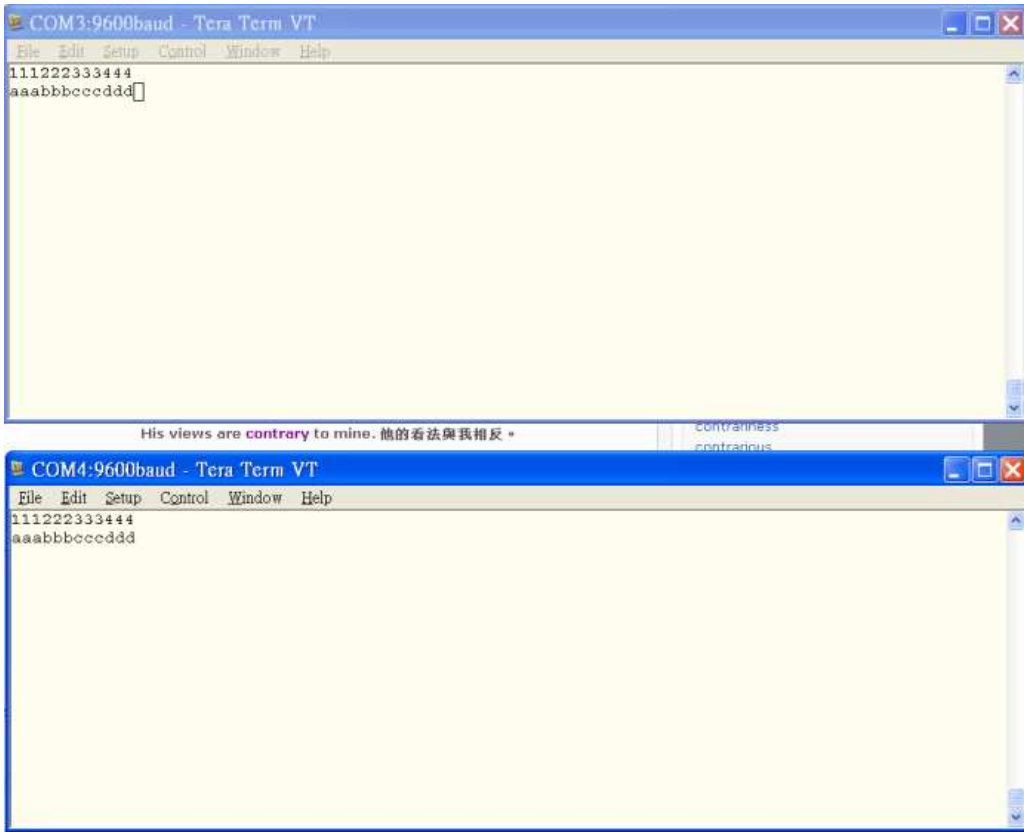 COM3:9600baud - Tera Term VT
File Edit Setup Control Window Help
111222333444
aaabbbcccddd
His views are contrary to mine. 他的看法與我相反。
contrariness
contrarious
COM4:9600baud - Tera Term VT
File Edit Setup Control Window Help
111222333444
aaabbbcccddd